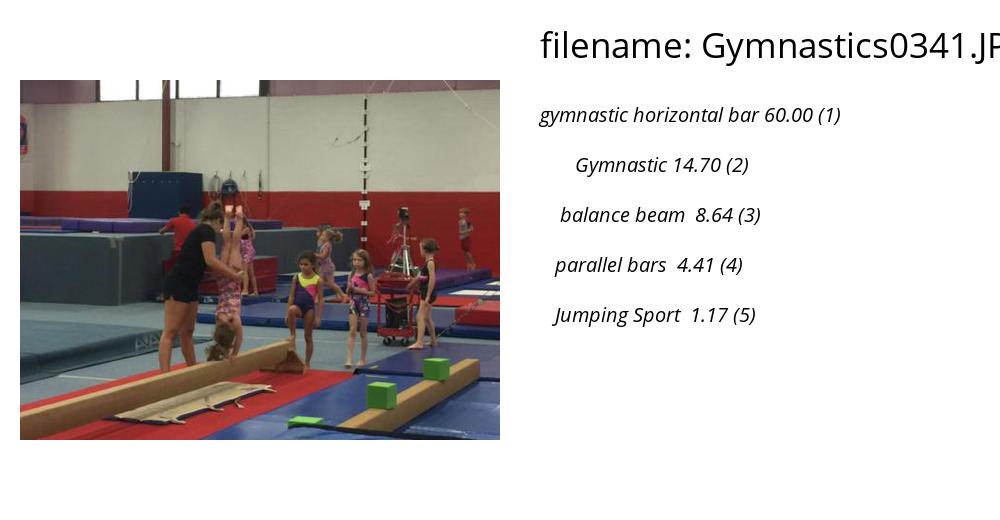 filename: Gymnastics0341.JP
gymnastic horizontal bar 60.00 (1)
Gymnastic 14.70 (2)
balance beam 8.64 (3)
parallel bars 4.41 (4)
Jumping Sport 1.17 (5)